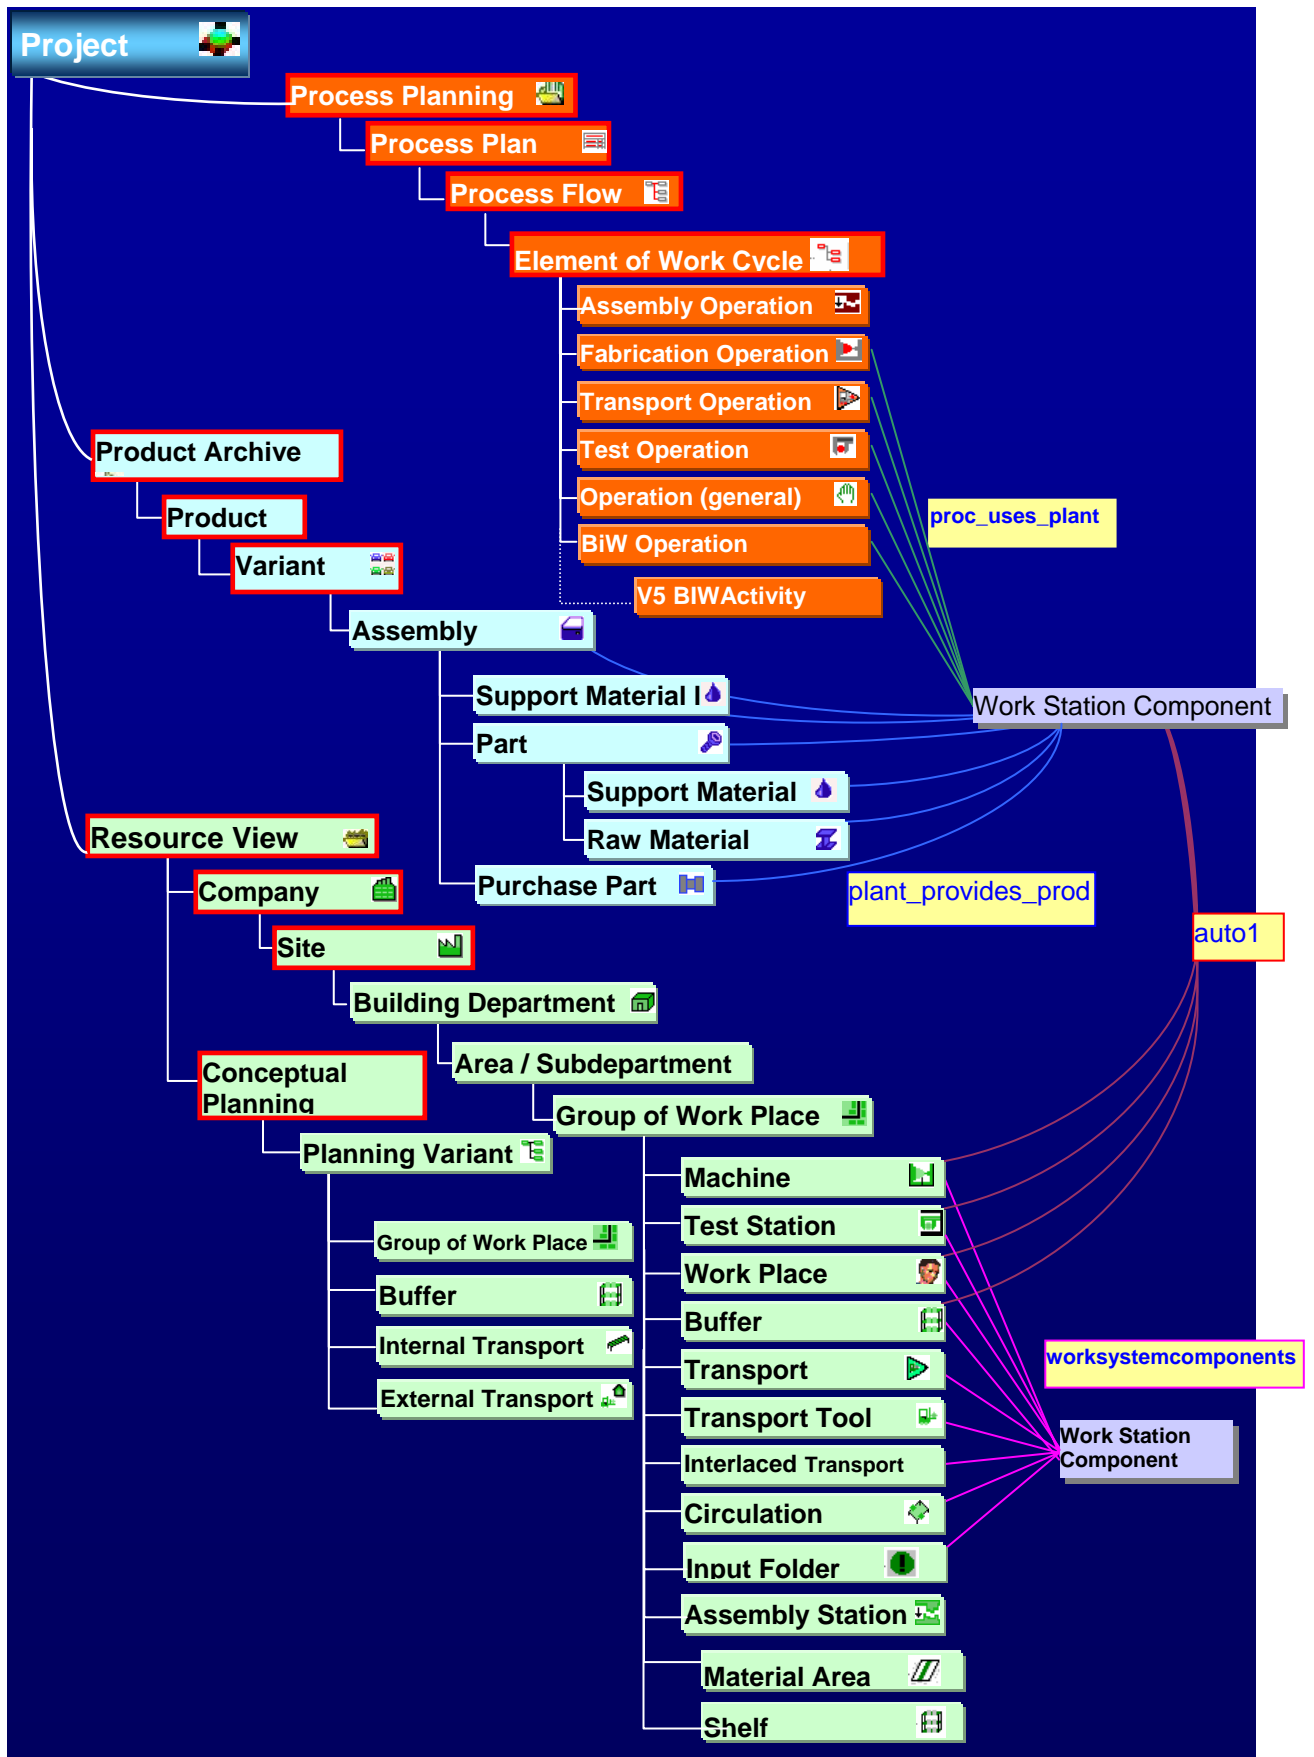 Project
Process Planning
Process Plan
Process Flow
Element of Work Cycle
Assembly Operation
Fabrication Operation
Transport Operation
Test Operation
Operation (general)
BiW Operation
V5 BIWActivity
proc_uses_plant
Product Archive
Product
Variant
Assembly
Support Material I
Part
Support Material
Raw Material
Purchase Part
Work Station Component
plant_provides_prod
auto1
Resource View
Company
Site
Building Department
Area / Subdepartment
Group of Work Place
Conceptual
Planning
Planning Variant
Group of Work Place
Buffer
Internal Transport
External Transport
Machine
Test Station
Work Place
Buffer
Transport
Transport Tool
Interlaced Transport
Circulation
Input Folder
Assembly Station
Material Area
Shelf
worksystemcomponents
Work Station
Component